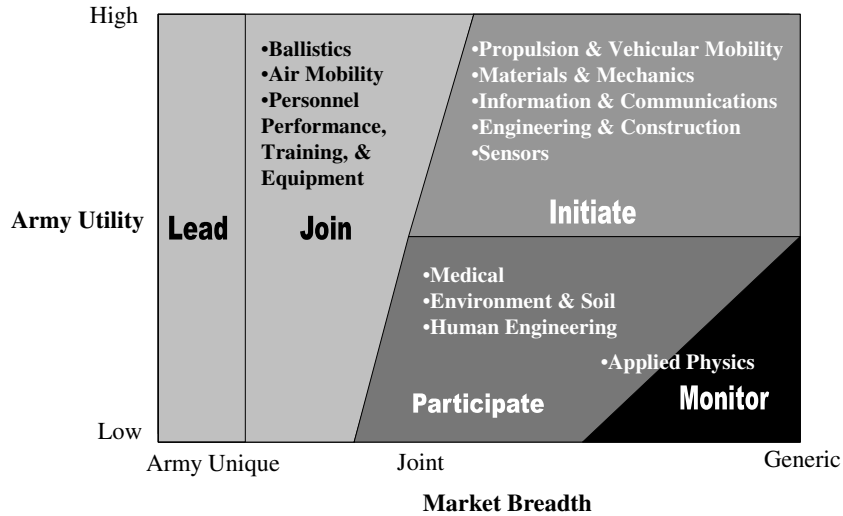 High
•Ballistics
•Air Mobility
•Personnel
Performance,
Training, &
Equipment
•Propulsion & Vehicular Mobility
•Materials & Mechanics
•Information & Communications
•Engineering & Construction
•Sensors
Army Utility
Lead
Join
Initiate
•Medical
•Environment & Soil
•Human Engineering
•Applied Physics
Participate
Monitor
Low
Army Unique
Joint
Generic
Market Breadth